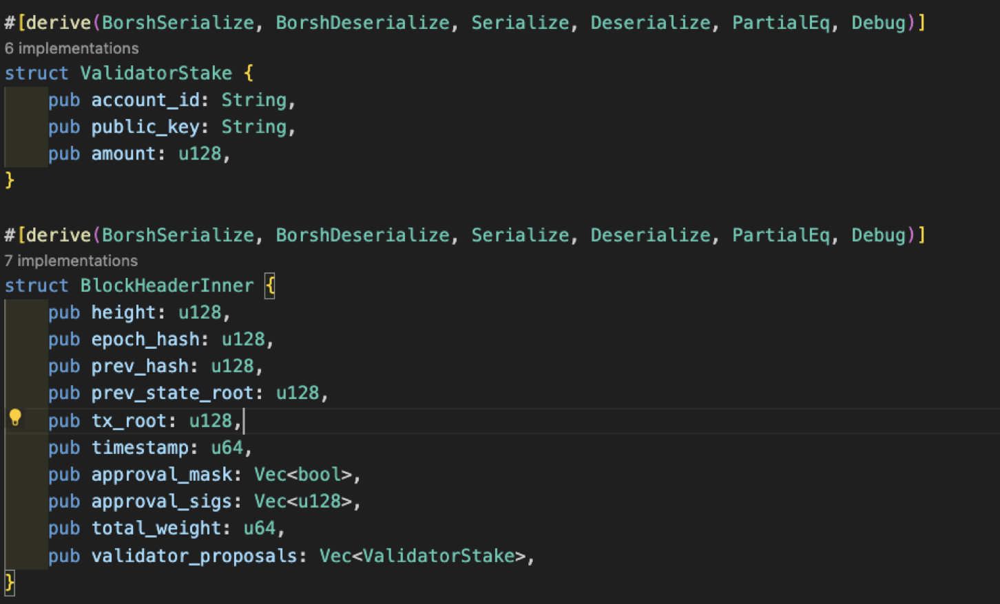 #[derive(BorshSerialize, BorshDeserialize, Serialize, Deserialize, PartialEq, Debug)]
6 implementations
struct ValidatorStake {
    pub account_id: String,
    pub public_key: String,
    pub amount: u128,
}

#[derive(BorshSerialize, BorshDeserialize, Serialize, Deserialize, PartialEq, Debug)]
7 implementations
struct BlockHeaderInner {
    pub height: u128,
    pub epoch_hash: u128,
    pub prev_hash: u128,
    pub prev_state_root: u128,
    pub tx_root: u128,
    pub timestamp: u64,
    pub approval_mask: Vec<bool>,
    pub approval_sigs: Vec<u128>,
    pub total_weight: u64,
    pub validator_proposals: Vec<ValidatorStake>,
}